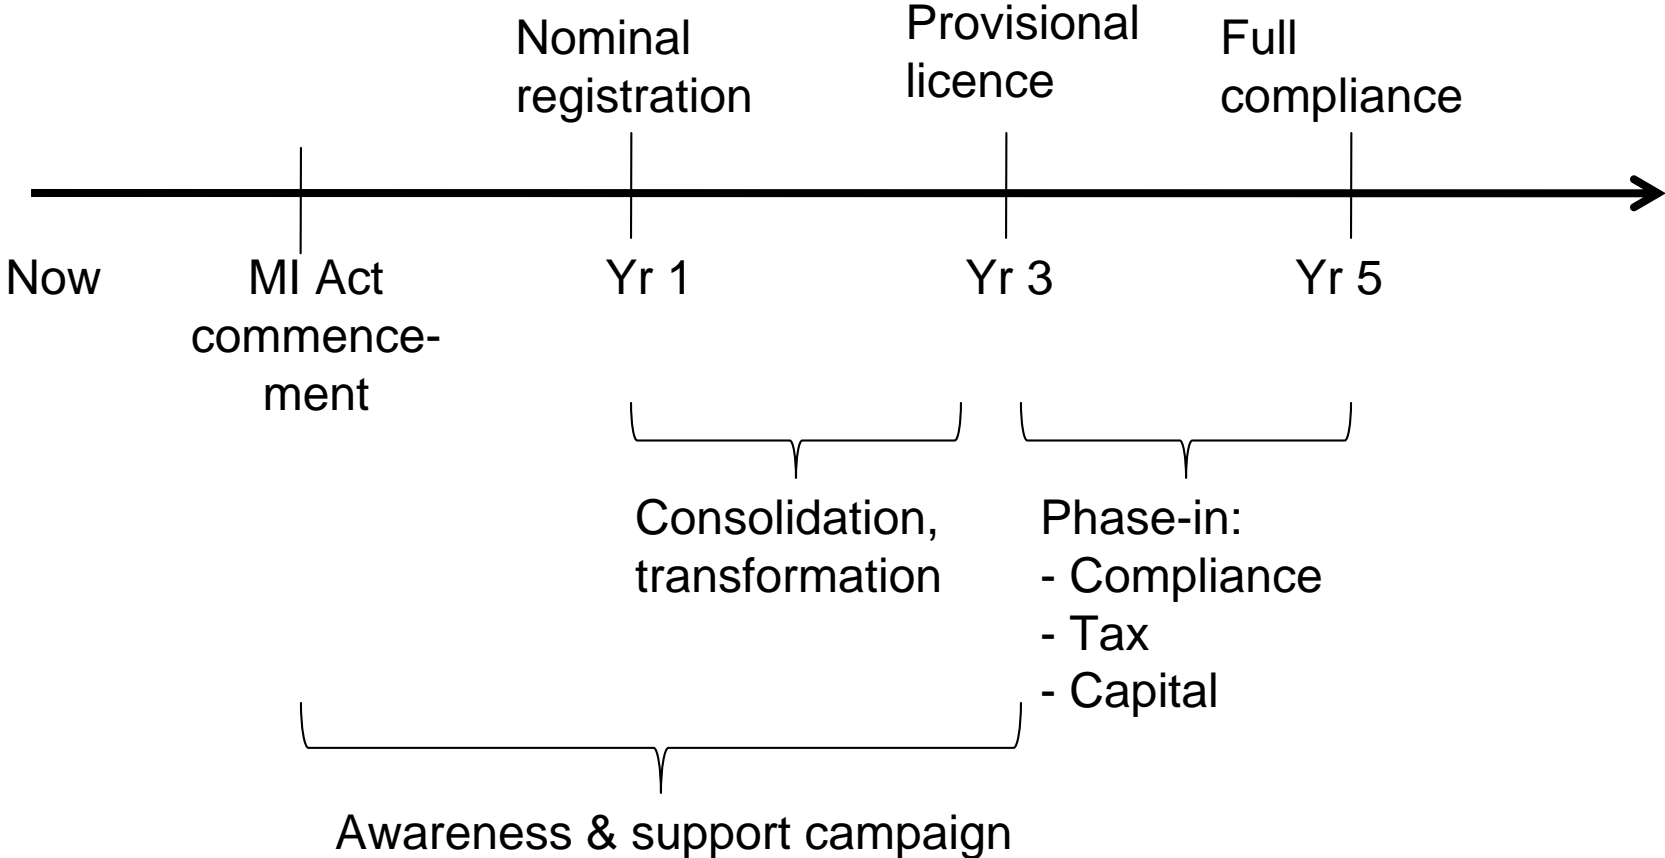 Nominal
registration
Provisional
licence
Full
compliance
Now
MI Act
commence-
ment
Yr 1
Yr 3
Yr 5
Consolidation,
transformation
Phase-in:
- Compliance
- Tax
- Capital
Awareness & support campaign